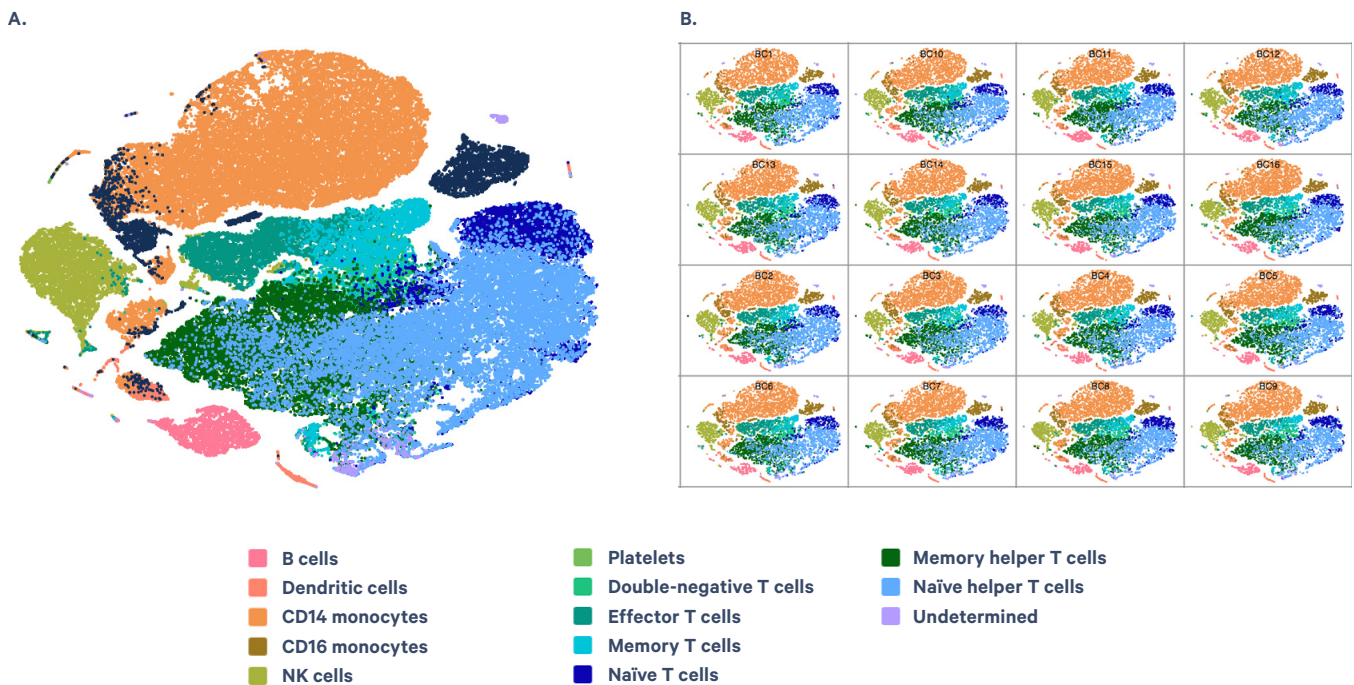 A.
B.
BC1
BC10
BC11
BC12
BC13
BC14
BC15
BC16
BC2
BC3
BC4
BC5
BC6
BC7
BC8
BC9
B cells
Dendritic cells
CD14 monocytes
CD16 monocytes
NK cells
Platelets
Double-negative T cells
Effector T cells
Memory T cells
Naïve T cells
Memory helper T cells
Naïve helper T cells
Undetermined